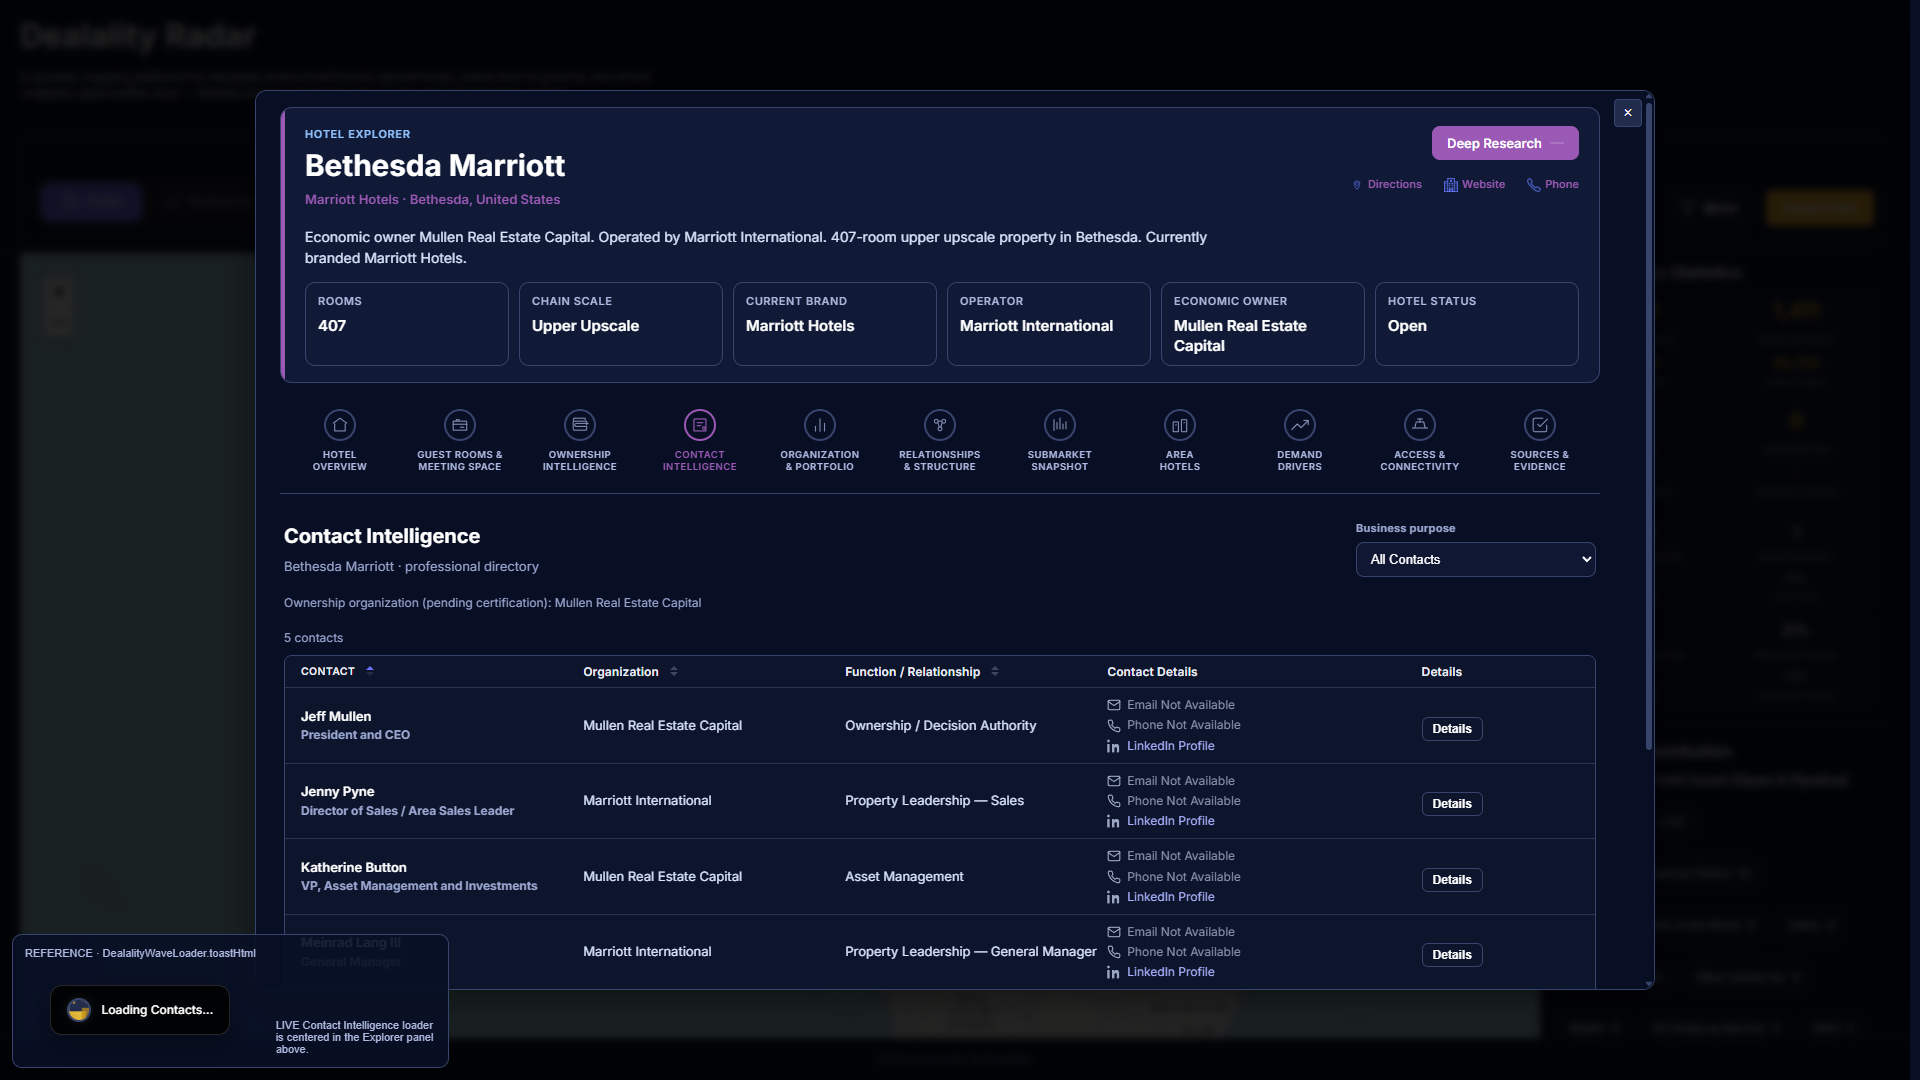 Dealality Radar
×
HOTEL EXPLORER
Bethesda Marriott
Marriott Hotels · Bethesda, United States
Deep Research —
Directions
Website
Phone
Economic owner Mullen Real Estate Capital. Operated by Marriott International. 407-room upper upscale property in Bethesda. Currently
branded Marriott Hotels.
ROOMS
407
CHAIN SCALE
Upper Upscale
CURRENT BRAND
Marriott Hotels
OPERATOR
Marriott International
ECONOMIC OWNER
Mullen Real Estate
Capital
HOTEL STATUS
Open
HOTEL
OVERVIEW
GUEST ROOMS &
MEETING SPACE
OWNERSHIP
INTELLIGENCE
CONTACT
INTELLIGENCE
ORGANIZATION
& PORTFOLIO
RELATIONSHIPS
& STRUCTURE
SUBMARKET
SNAPSHOT
AREA
HOTELS
DEMAND
DRIVERS
ACCESS &
CONNECTIVITY
SOURCES &
EVIDENCE
Contact Intelligence
Bethesda Marriott · professional directory
Business purpose
All Contacts
Ownership organization (pending certification): Mullen Real Estate Capital
5 contacts
CONTACT Organization Function / Relationship Contact Details Details
Jeff Mullen
President and CEO
Mullen Real Estate Capital
Ownership / Decision Authority
Email Not Available
Phone Not Available
LinkedIn Profile
Details
Jenny Pyne
Director of Sales / Area Sales Leader
Marriott International
Property Leadership — Sales
Email Not Available
Phone Not Available
LinkedIn Profile
Details
Katherine Button
VP, Asset Management and Investments
Mullen Real Estate Capital
Asset Management
Email Not Available
Phone Not Available
LinkedIn Profile
Details
Meinrad Lang III
General Manager
Marriott International
Property Leadership — General Manager
Email Not Available
Phone Not Available
LinkedIn Profile
Details
REFERENCE · DealalityWaveLoader.toastHtml
Loading Contacts...
LIVE Contact Intelligence loader
is centered in the Explorer panel
above.